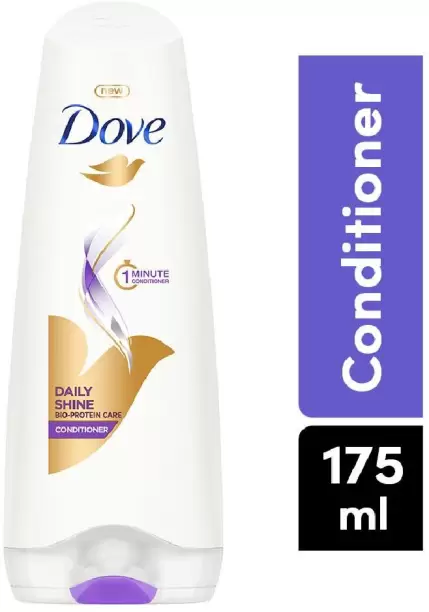 new
Dove
1 MINUTE
CONDITIONER
DAILY
SHINE
BIO-PROTEIN CARE
CONDITIONER
Conditioner
175
ml